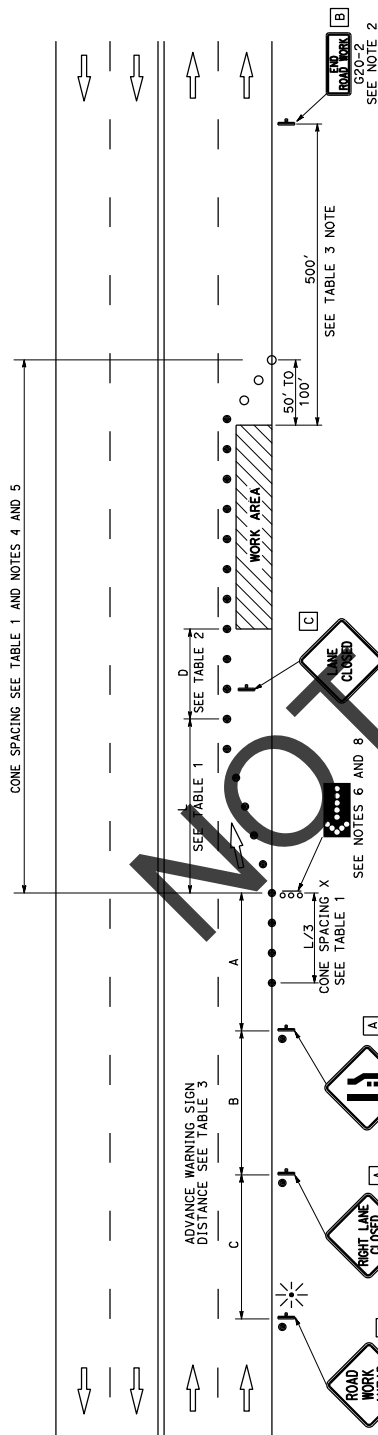 CONE SPACING SEE TABLE 1 AND NOTES 4 AND 5
ADVANCE WARNING SIGN
DISTANCE SEE TABLE 3
C
B
A
L/3
CONE SPACING X
SEE TABLE 1
SEE TABLE 1
D
SEE TABLE 2
WORK AREA
50' TO
100'
500'
SEE TABLE 3 NOTE
END
ROAD WORK
B
G20-2
SEE NOTE 2
LANE
CLOSED
C
SEE NOTES 6 AND 8
A
RIGHT LANE
CLOSED
A
ROAD
WORK
NOT